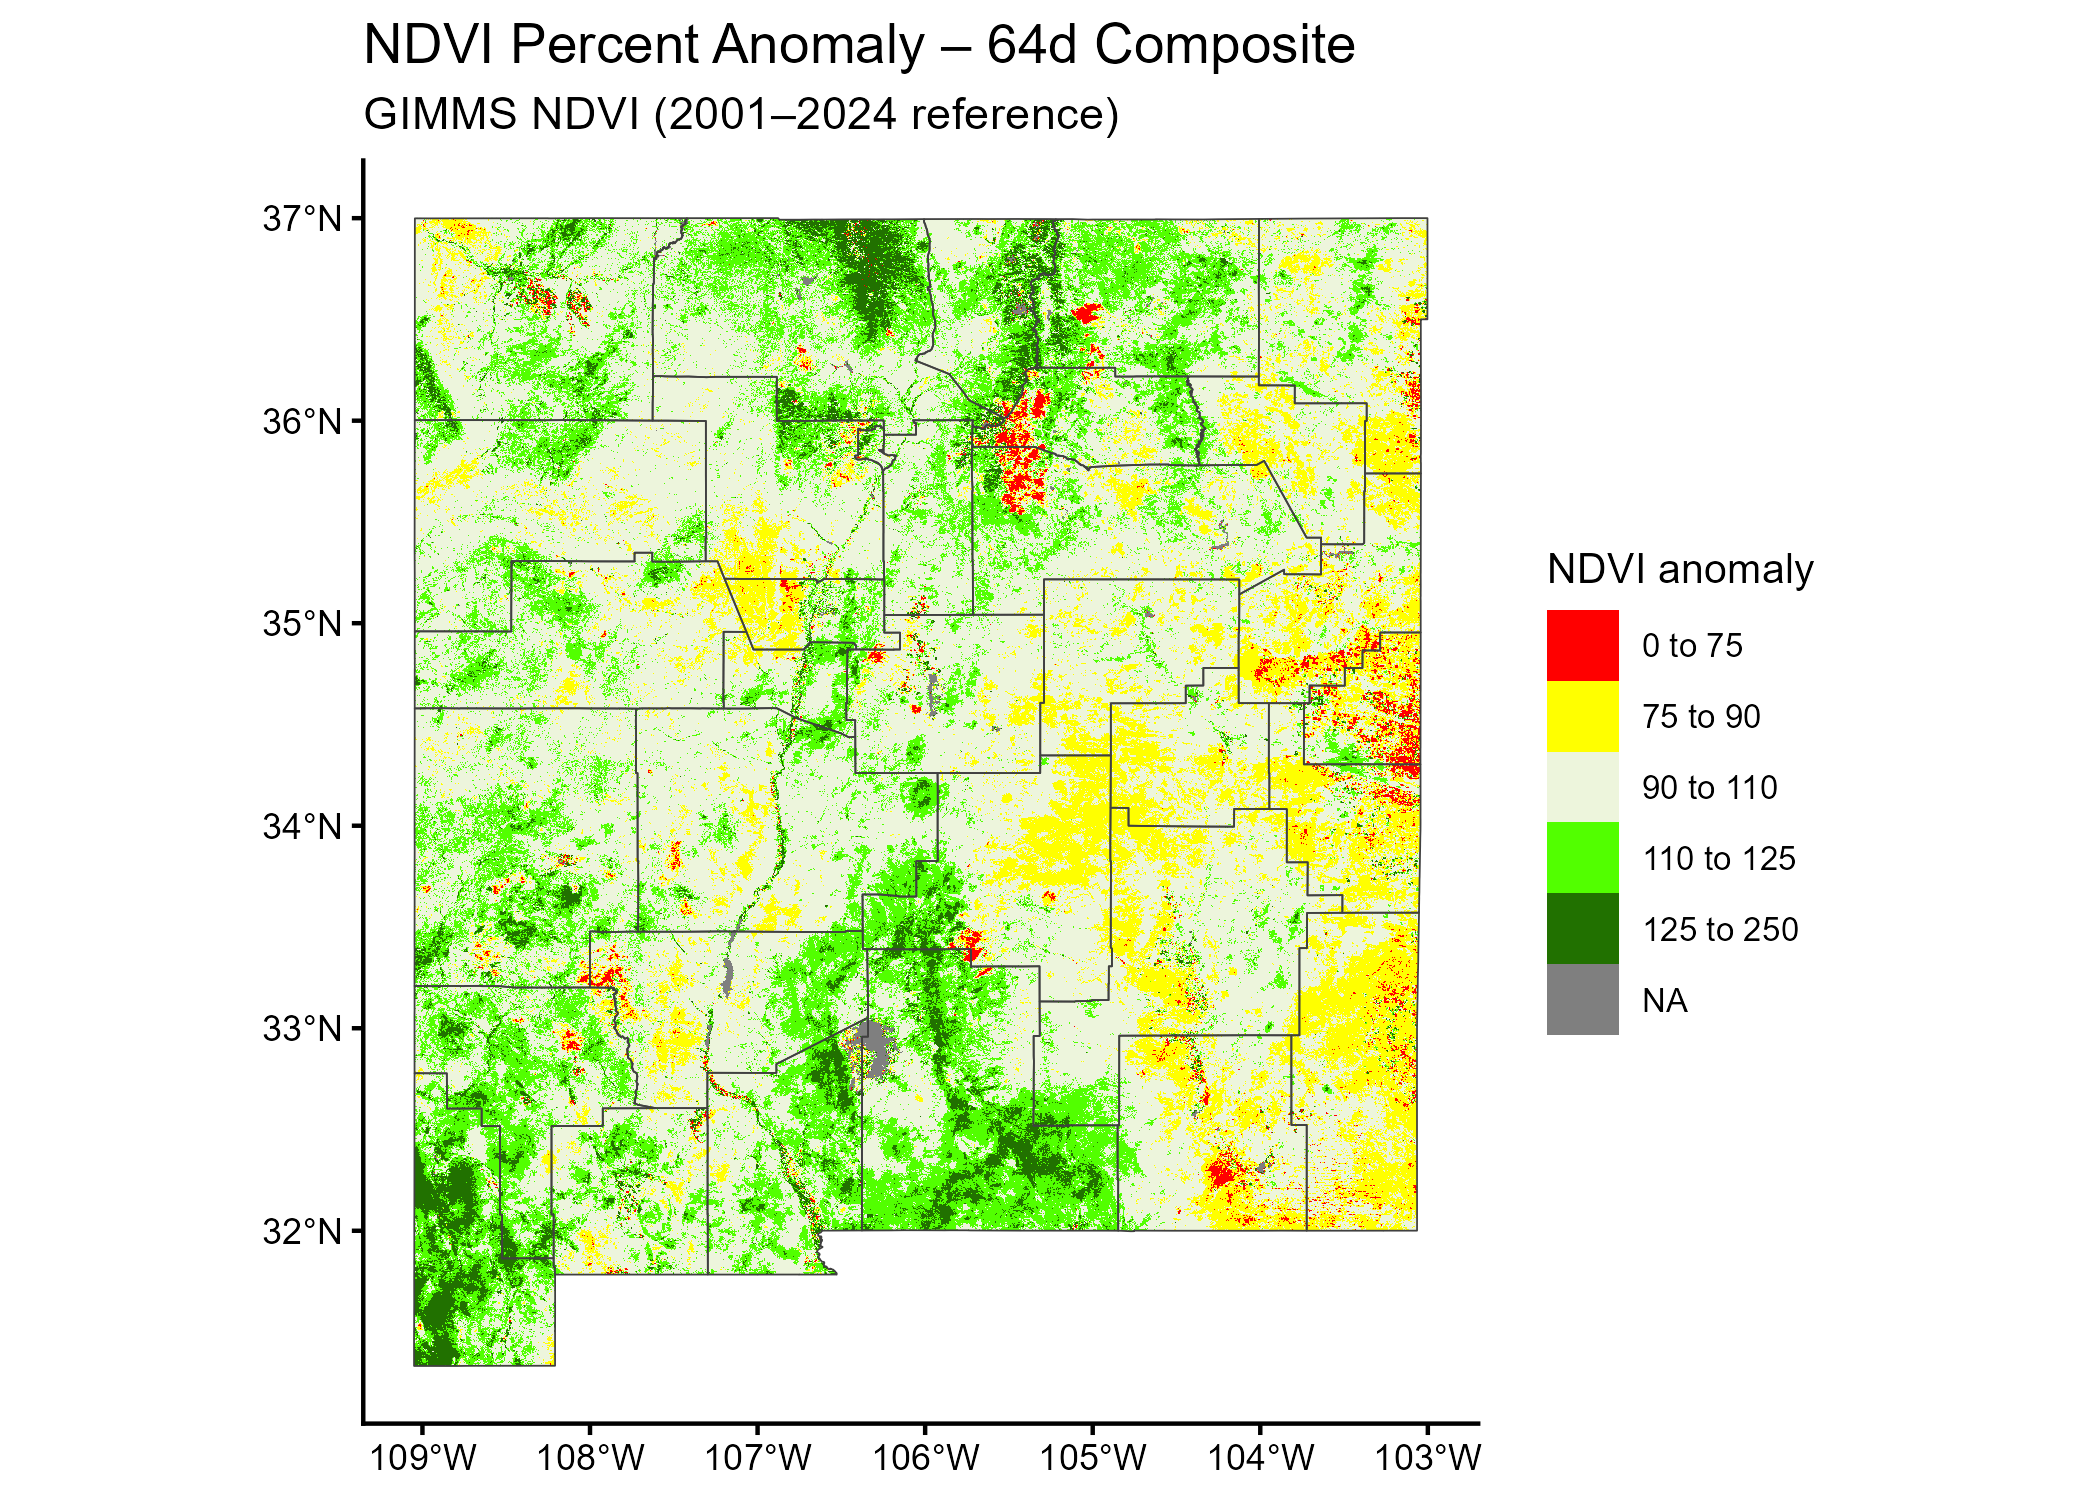 NDVI Percent Anomaly – 64d Composite
GIMMS NDVI (2001–2024 reference)
37°N
36°N
35°N
34°N
33°N
32°N
109°W 108°W 107°W 106°W 105°W 104°W 103°W
NDVI anomaly
0 to 75
75 to 90
90 to 110
110 to 125
125 to 250
NA